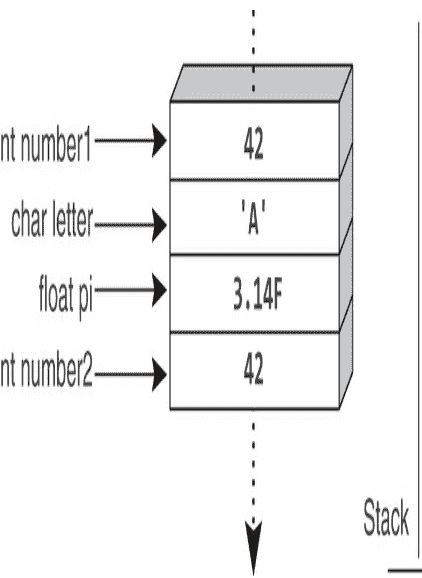 nt number1
42
char letter
'A'
float pi
3.14F
nt number2
42
Stack